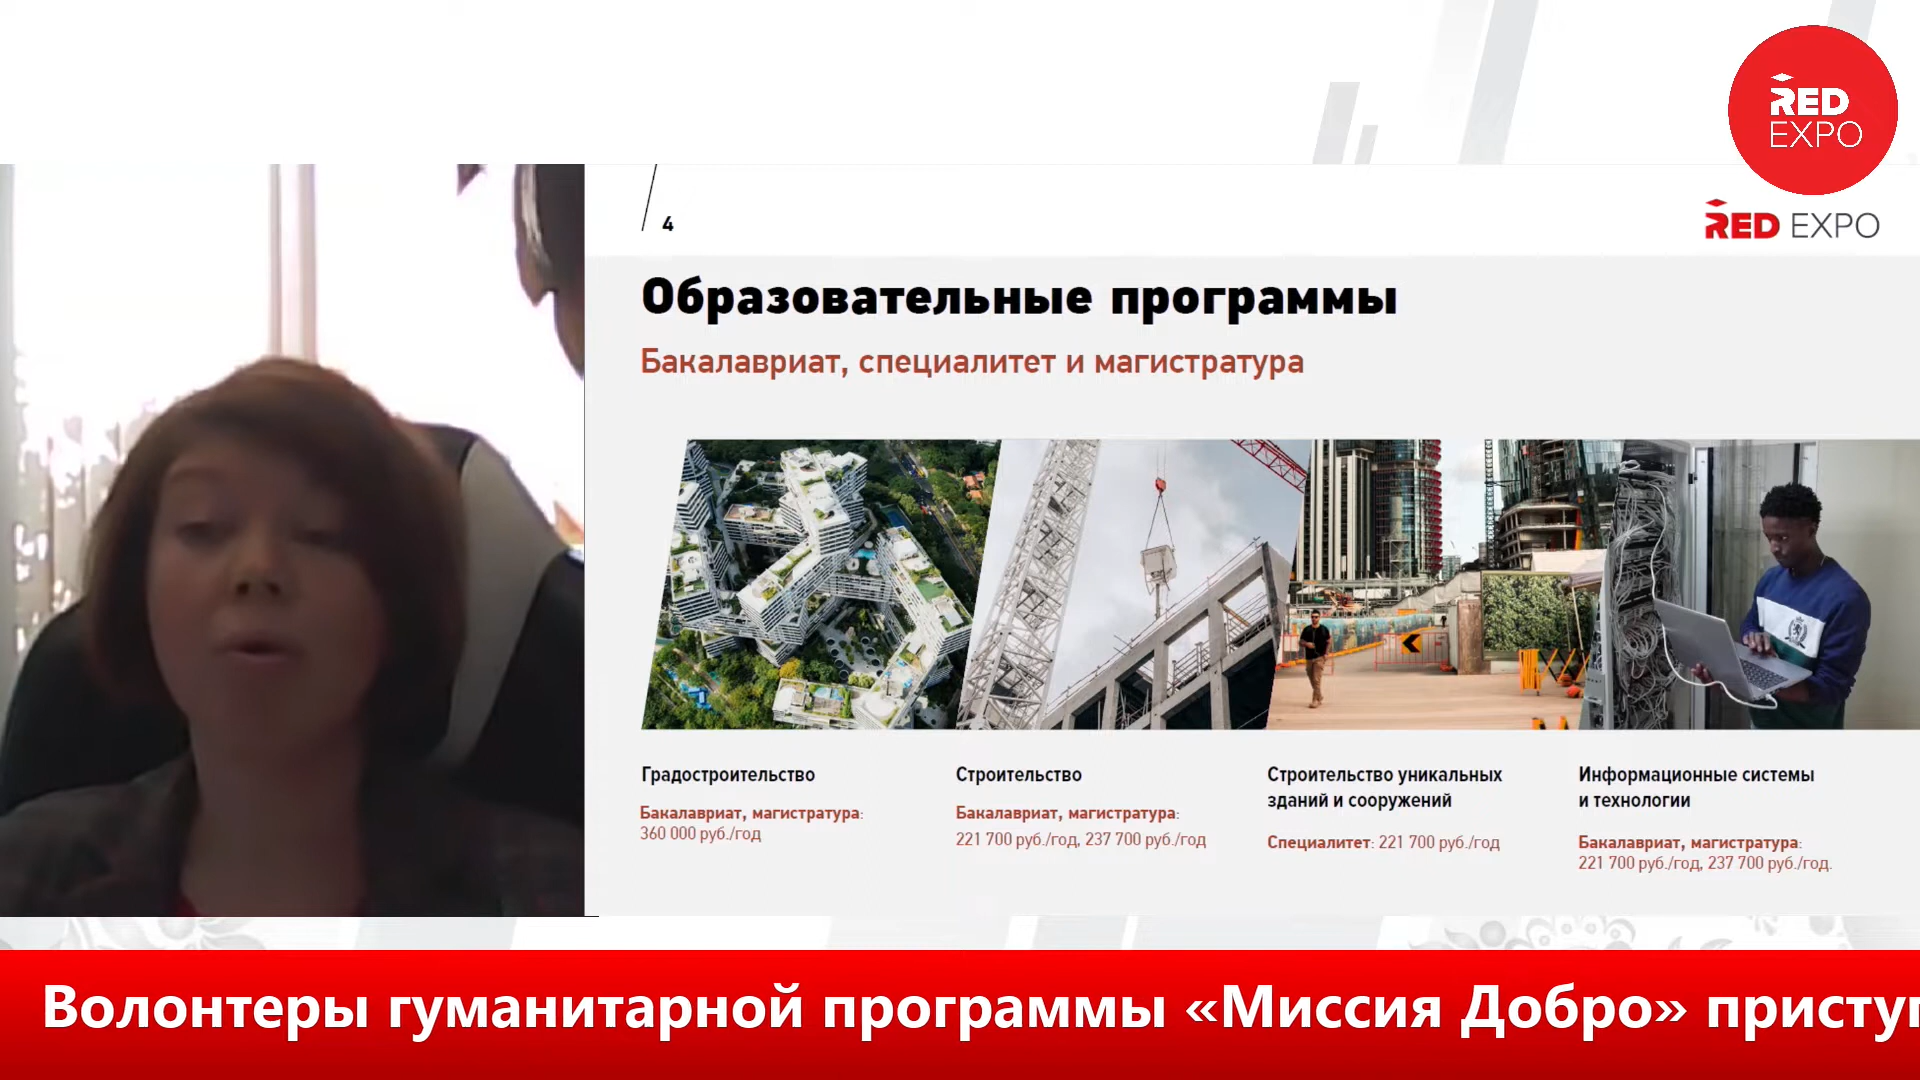 RED
EXPO
4
RED EXPO
Образовательные программы
Бакалавриат, специалитет и магистратура
Градостроительство
Бакалавриат, магистратура:
360 000 руб./год
Строительство
Бакалавриат, магистратура:
221 700 руб./год, 237 700 руб./год
Строительство уникальных
зданий и сооружений
Специалитет: 221 700 руб./год
Информационные системы
и технологии
Бакалавриат, магистратура:
221 700 руб./год, 237 700 руб./год.
Волонтеры гуманитарной программы «Миссия Добро»